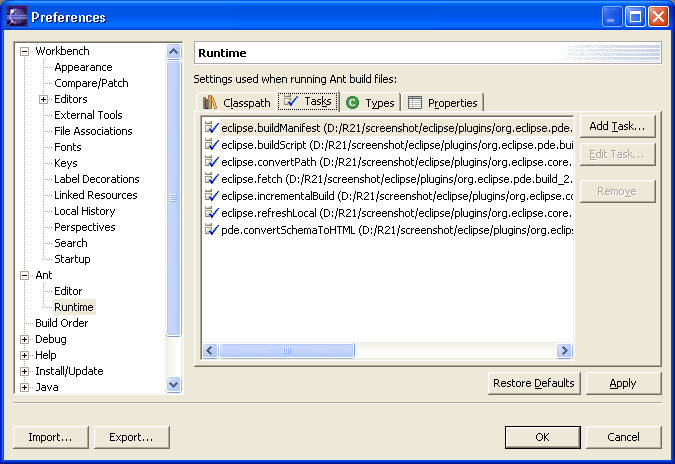 Preferences
Workbench
Appearance
Compare/Patch
Editors
External Tools
File Associations
Fonts
Keys
Label Decorations
Linked Resources
Local History
Perspectives
Search
Startup
Ant
Editor
Runtime
Build Order
Debug
Help
Install/Update
Java
Runtime
Settings used when running Ant build files:
Classpath Tasks Types Properties
eclipse.buildManifest (D:/R21/screenshot/eclipse/plugins/org.eclipse.pde.
eclipse.buildScript (D:/R21/screenshot/eclipse/plugins/org.eclipse.pde.bui
eclipse.convertPath (D:/R21/screenshot/eclipse/plugins/org.eclipse.core.
eclipse.fetch (D:/R21/screenshot/eclipse/plugins/org.eclipse.pde.build_2.
eclipse.incrementalBuild (D:/R21/screenshot/eclipse/plugins/org.eclipse.co
eclipse.refreshLocal (D:/R21/screenshot/eclipse/plugins/org.eclipse.core.
pde.convertSchemaToHTML (D:/R21/screenshot/eclipse/plugins/org.eclips
Add Task...
Edit Task...
Remove
Restore Defaults Apply
Import... Export... OK Cancel